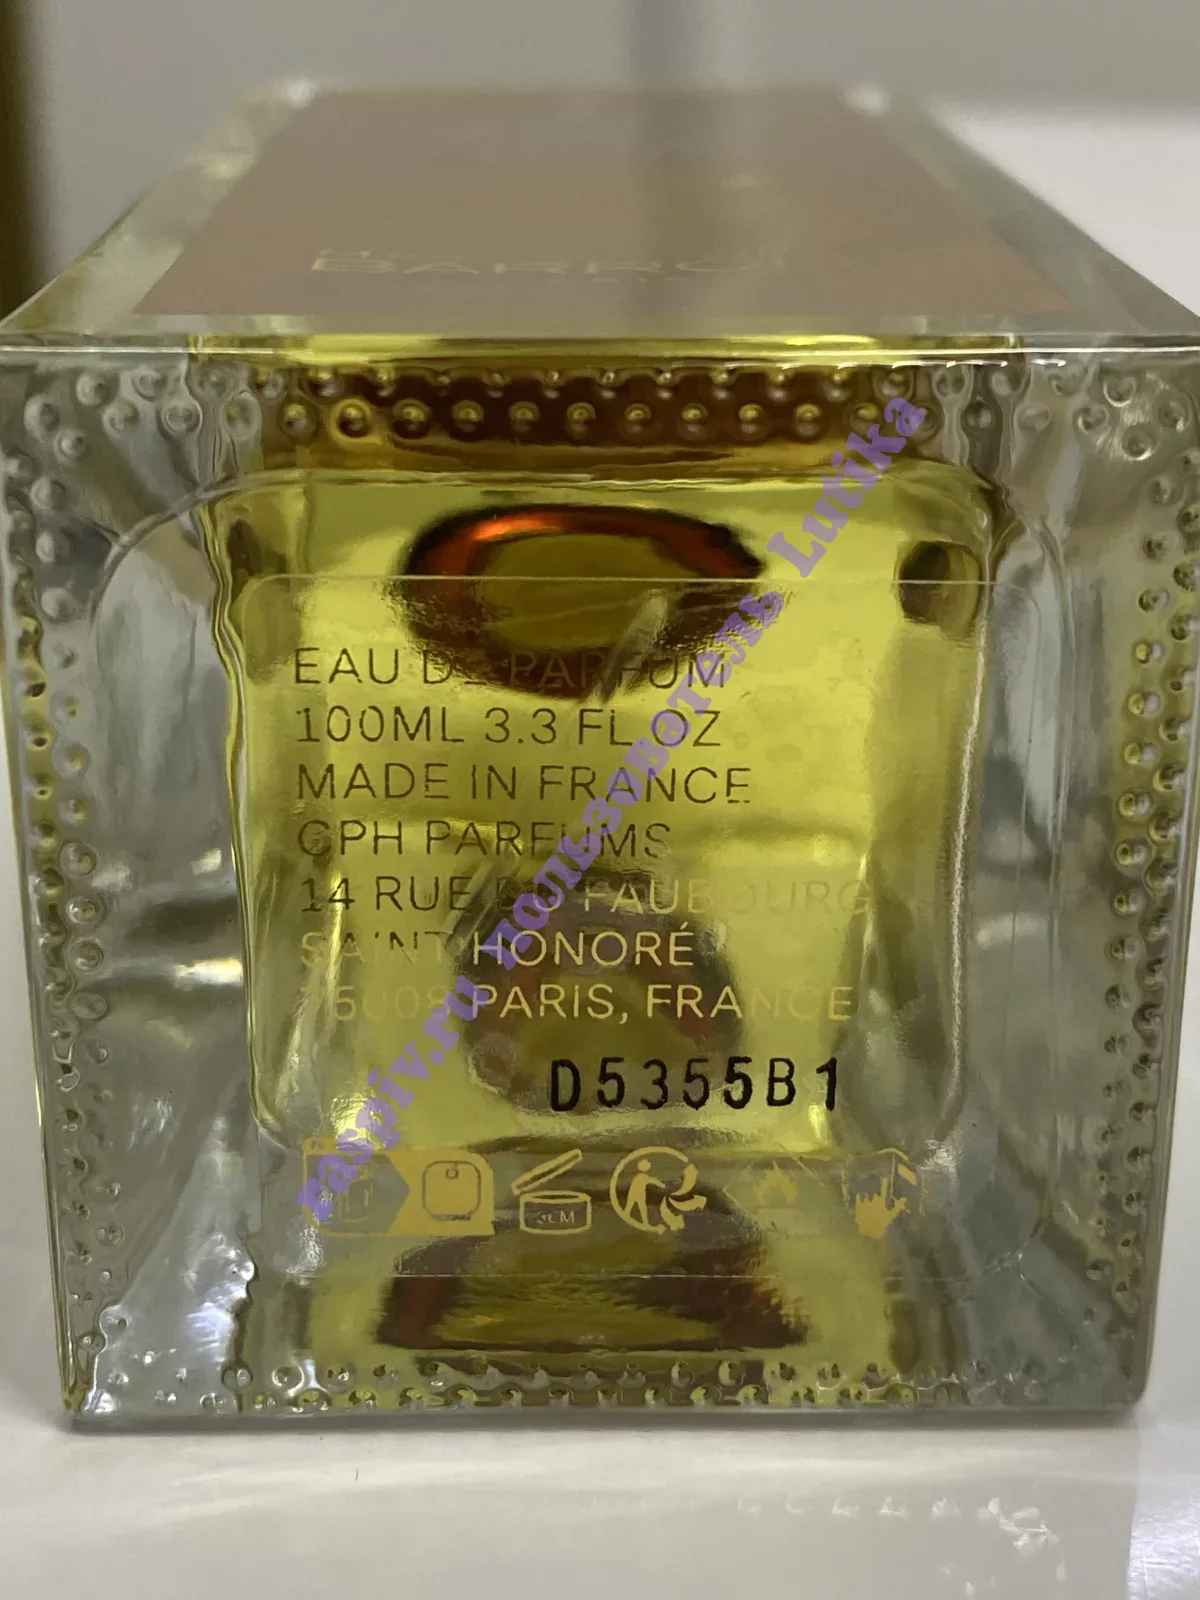 BARROIS
EAU DE PARFUM
100ML 3.3 FL OZ
MADE IN FRANCE
CPH PARFUMS
14 RUE DU FAUBOURG
SAINT HONORÉ
75008 PARIS, FRANCE
D5355B1
raspiv.ru пользователь Lutika